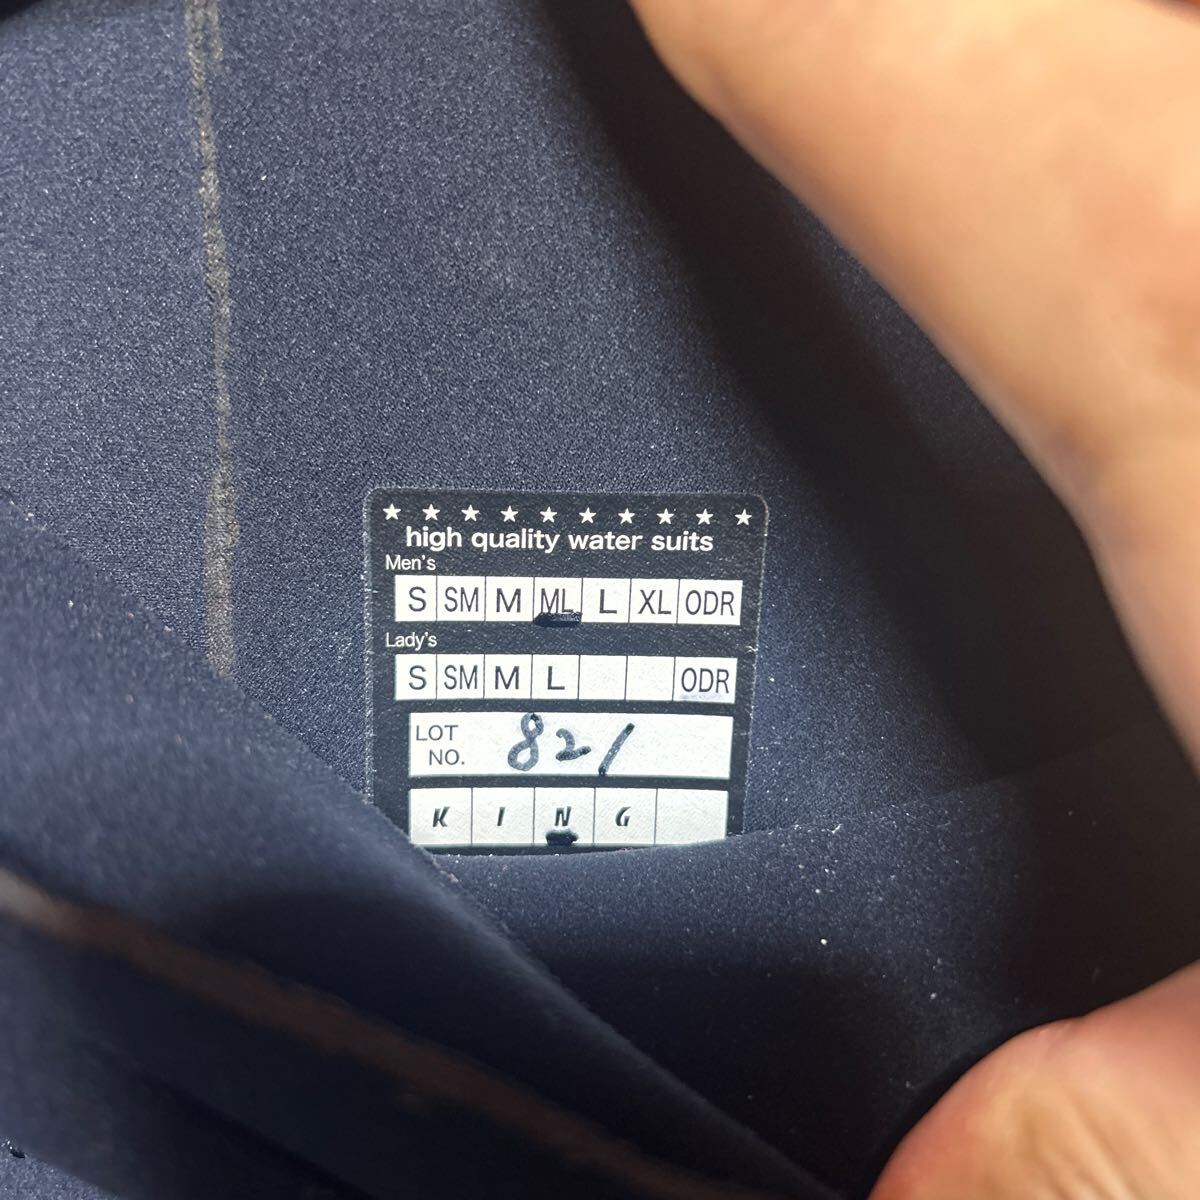 ★ ★ ★ ★ ★ ★ ★ ★ ★ ★
high quality water suits
Men's
S SM M ML L XL ODR
Lady's
S SM M L ODR
LOT NO. 821
K I N G